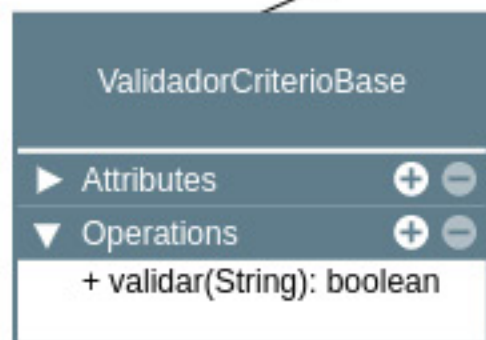 ValidadorCriterioBase
Attributes
Operations
+ validar(String): boolean